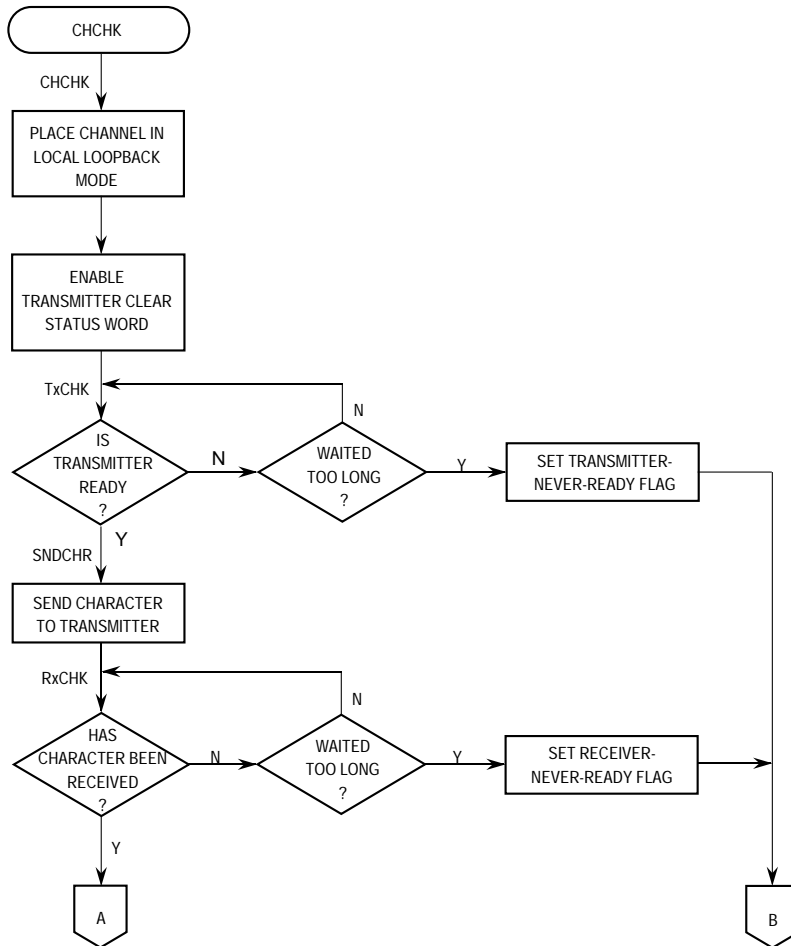 CHCHK
CHCHK
PLACE CHANNEL IN
LOCAL LOOPBACK
MODE
ENABLE
TRANSMITTER CLEAR
STATUS WORD
TxCHK
N
IS
TRANSMITTER
READY
?
N
WAITED
TOO LONG
?
Y
SET TRANSMITTER-
NEVER-READY FLAG
Y
SNDCHR
SEND CHARACTER
TO TRANSMITTER
RxCHK
N
HAS
CHARACTER BEEN
RECEIVED
?
N
WAITED
TOO LONG
?
Y
SET RECEIVER-
NEVER-READY FLAG
Y
A
B